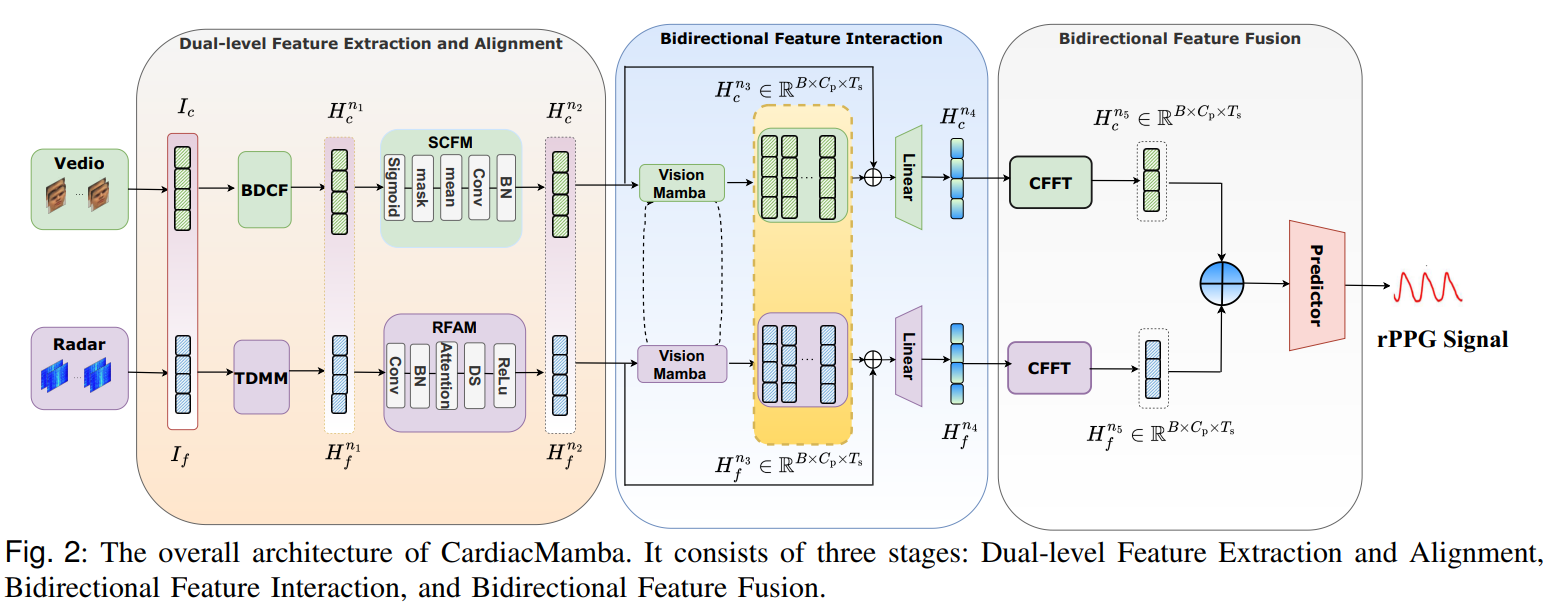 Dual-level Feature Extraction and Alignment
Bidirectional Feature Interaction
Bidirectional Feature Fusion
Vedio
I_c
BDCF
H_c^{n_1}
SCFM
Sigmoid
mask
mean
Conv
BN
H_c^{n_2}
Vision
Mamba
H_c^{n_3} ∈ ℝ^{B×C_p×T_s}
Linear
H_c^{n_4}
CFFT
H_c^{n_5} ∈ ℝ^{B×C_p×T_s}
Radar
I_f
TDMM
H_f^{n_1}
RFAM
Conv
BN
Attention
DS
ReLu
H_f^{n_2}
Vision
Mamba
H_f^{n_3} ∈ ℝ^{B×C_p×T_s}
Linear
H_f^{n_4}
CFFT
H_f^{n_5} ∈ ℝ^{B×C_p×T_s}
Predictor
rPPG Signal
Fig. 2: The overall architecture of CardiacMamba. It consists of three stages: Dual-level Feature Extraction and Alignment,
Bidirectional Feature Interaction, and Bidirectional Feature Fusion.